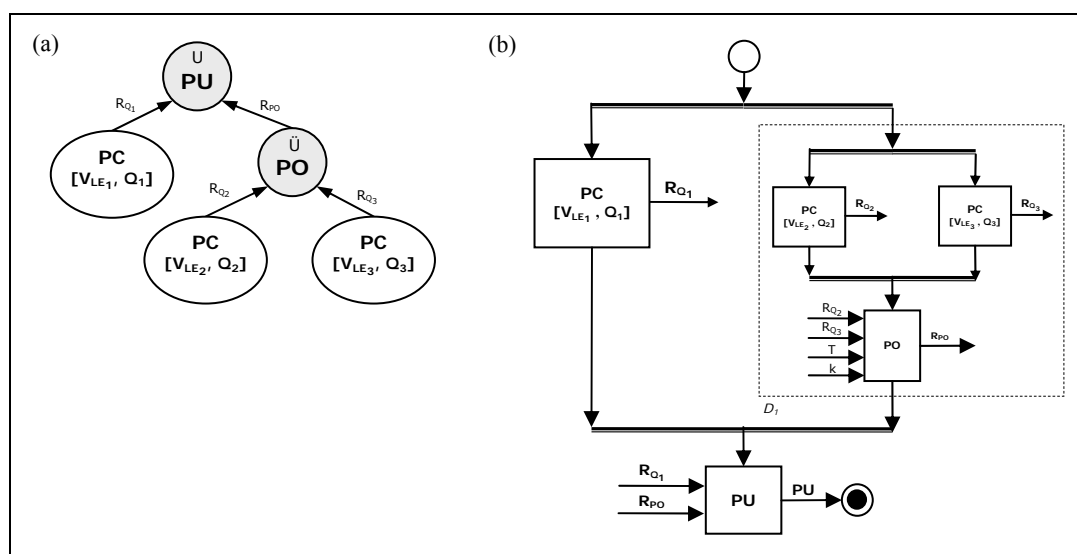 (a)
U
PU
R_Q1
R_PO
PC
[V_LE1, Q1]
Ü
PO
R_Q2
R_Q3
PC
[V_LE2, Q2]
PC
[V_LE3, Q3]
(b)
PC
[V_LE1 , Q1]
R_Q1
PC
[V_LE2 , Q2]
R_Q2
PC
[V_LE3 , Q3]
R_Q3
R_Q2
R_Q3
T
k
PO
R_PO
D1
R_Q1
R_PO
PU
PU